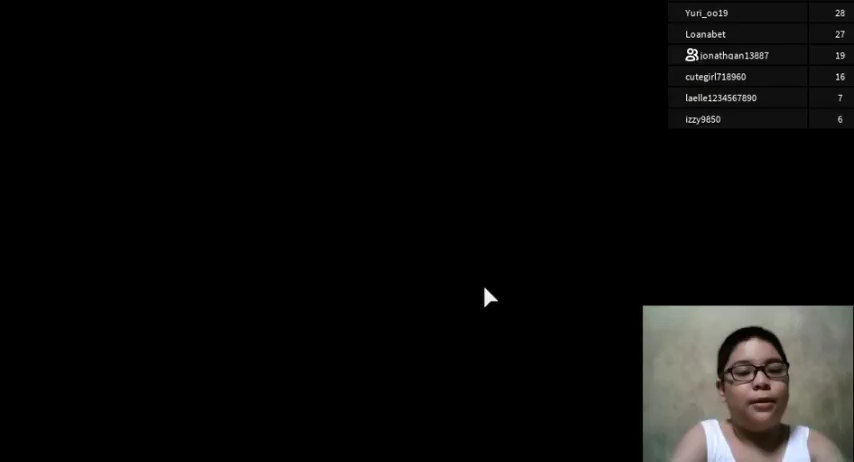 Yuri_oo19 28
Loanabet 27
jonathqan13887 19
cutegirl718960 16
laelle1234567890 7
izzy9850 6